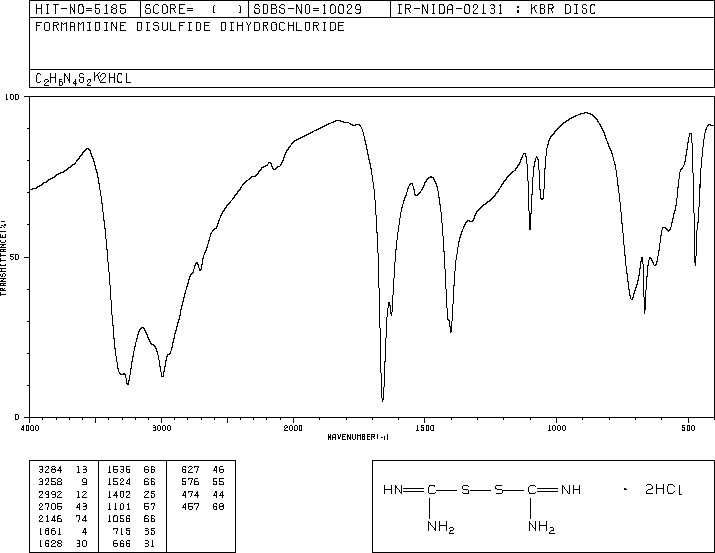 HIT-NO=5185 SCORE= ( ) SDBS-NO=10029 IR-NIDA-02131 : KBR DISC
FORMAMIDINE DISULFIDE DIHYDROCHLORIDE
C2H6N4S2K2HCL
100
50
0
TRANSMITTANCE(%)
4000 3000 2000 1500 1000 500
WAVENUMBER(-1)
3284 13 1536 66 627 46
3258 9 1524 66 576 55
2992 12 1402 25 474 44
2705 43 1101 57 457 68
2146 74 1056 66
1661 4 715 35
1628 30 666 31
HN C S S C NH · 2HCl
NH2 NH2